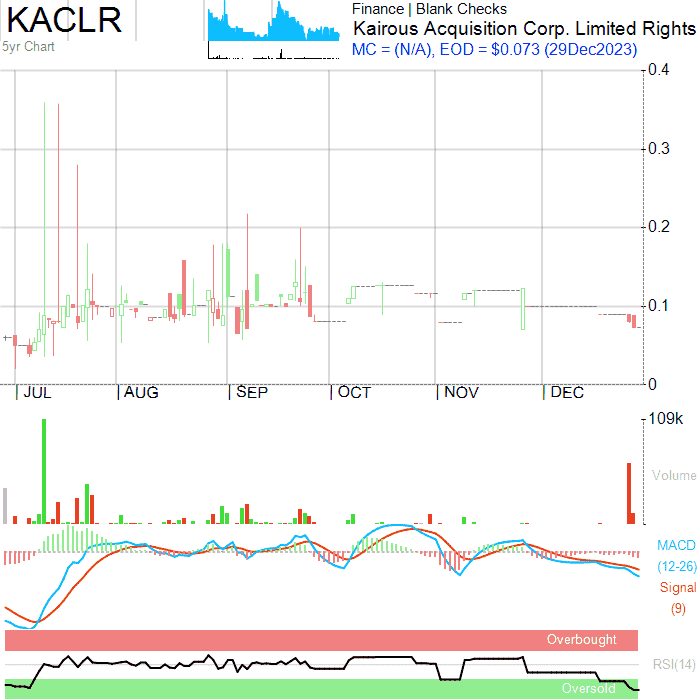 KACLR
5yr Chart
Finance | Blank Checks
Kairous Acquisition Corp. Limited Rights
MC = (N/A), EOD = $0.073 (29Dec2023)
0.4
0.3
0.2
0.1
0
JUL AUG SEP OCT NOV DEC
109k
Volume
MACD
(12-26)
Signal
(9)
Overbought
RSI(14)
Oversold